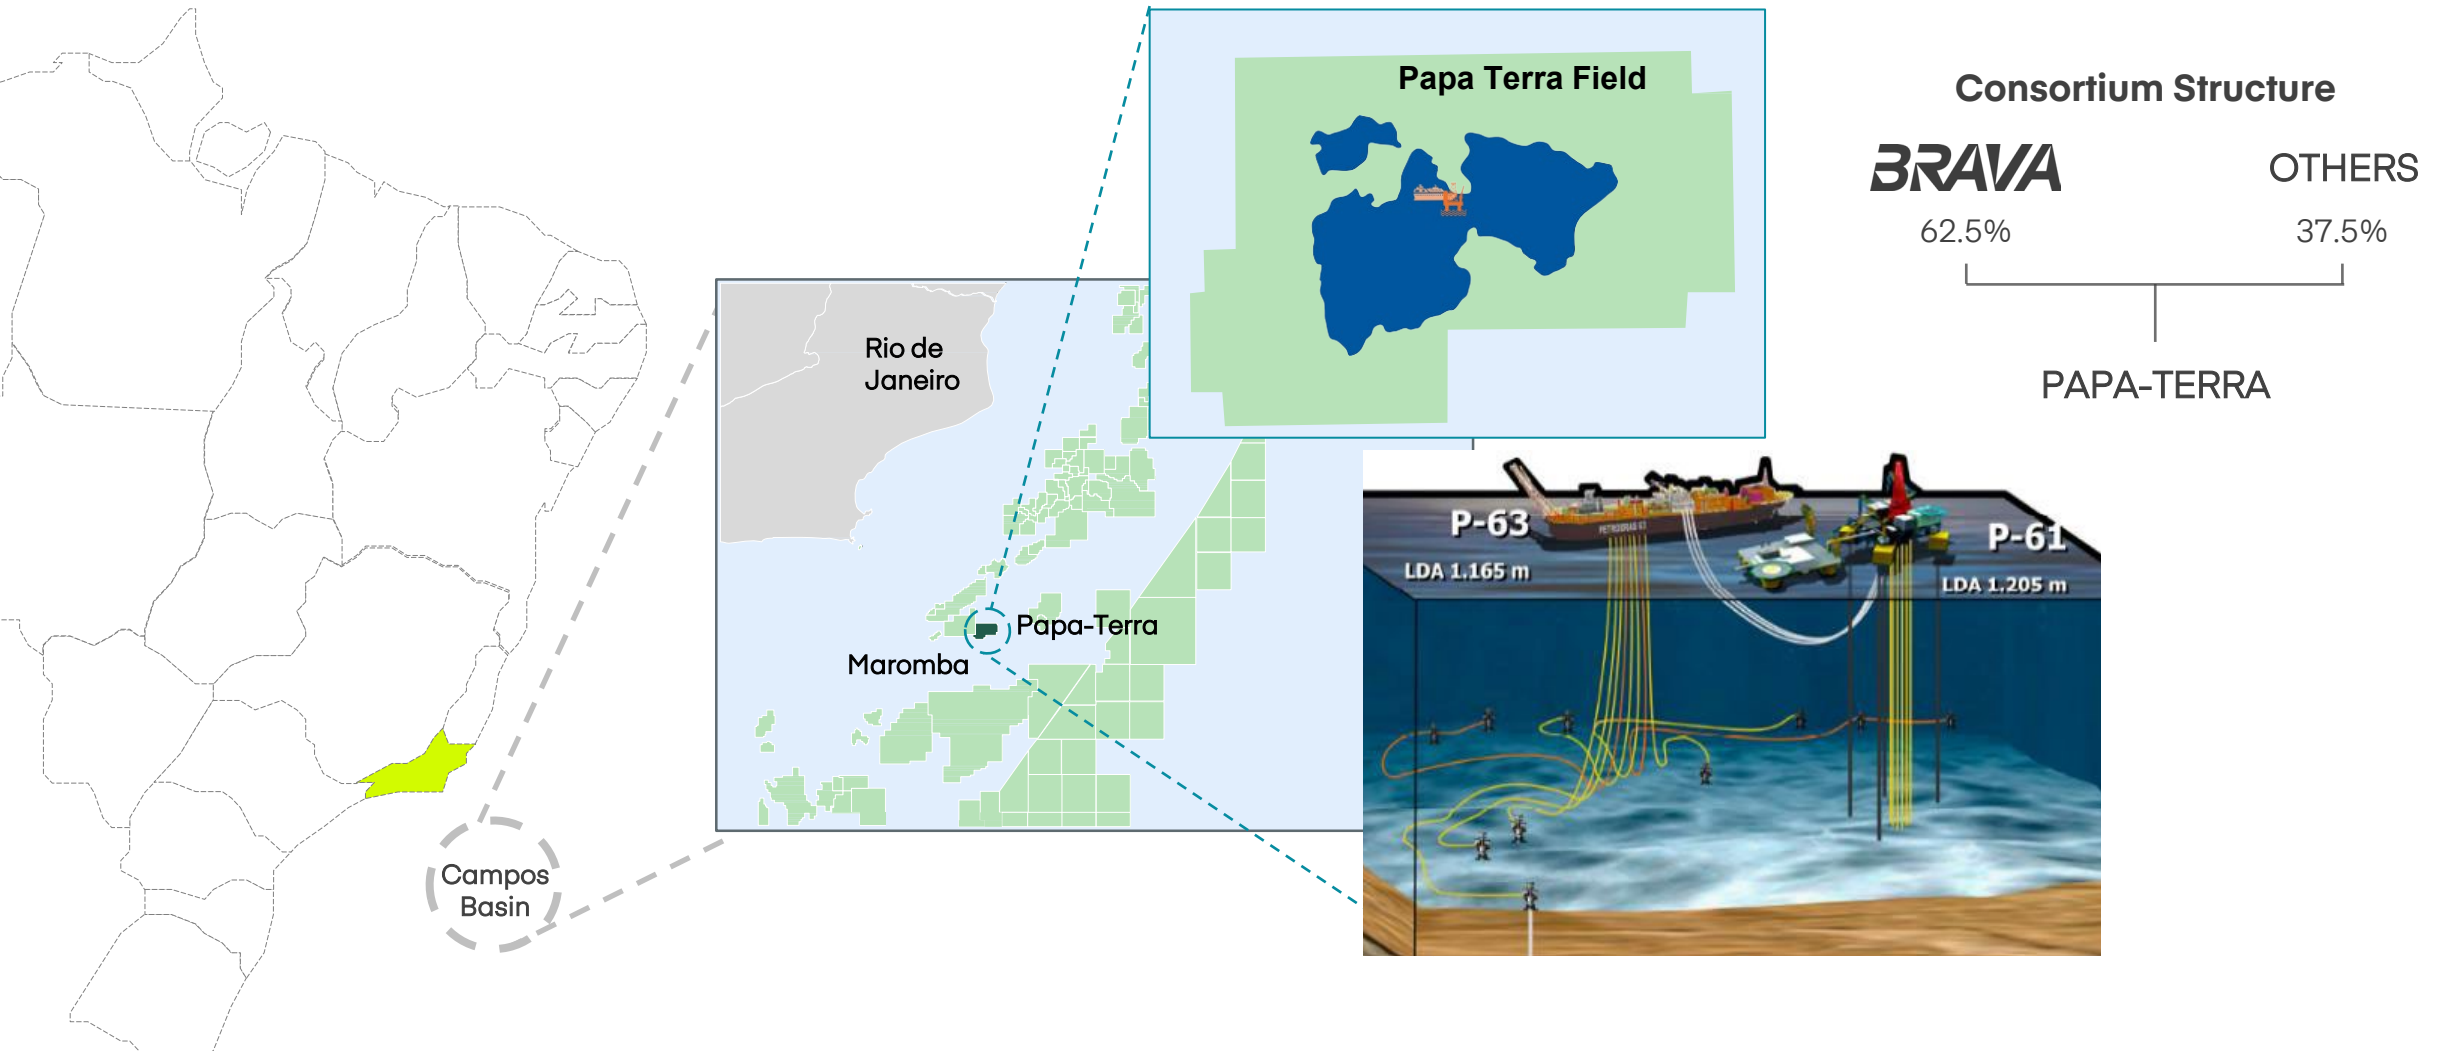 Papa Terra Field
Consortium Structure
BRAVA
OTHERS
62.5%
37.5%
PAPA-TERRA
Rio de
Janeiro
Papa-Terra
Maromba
Campos
Basin
P-63
LDA 1.165 m
P-61
LDA 1.205 m